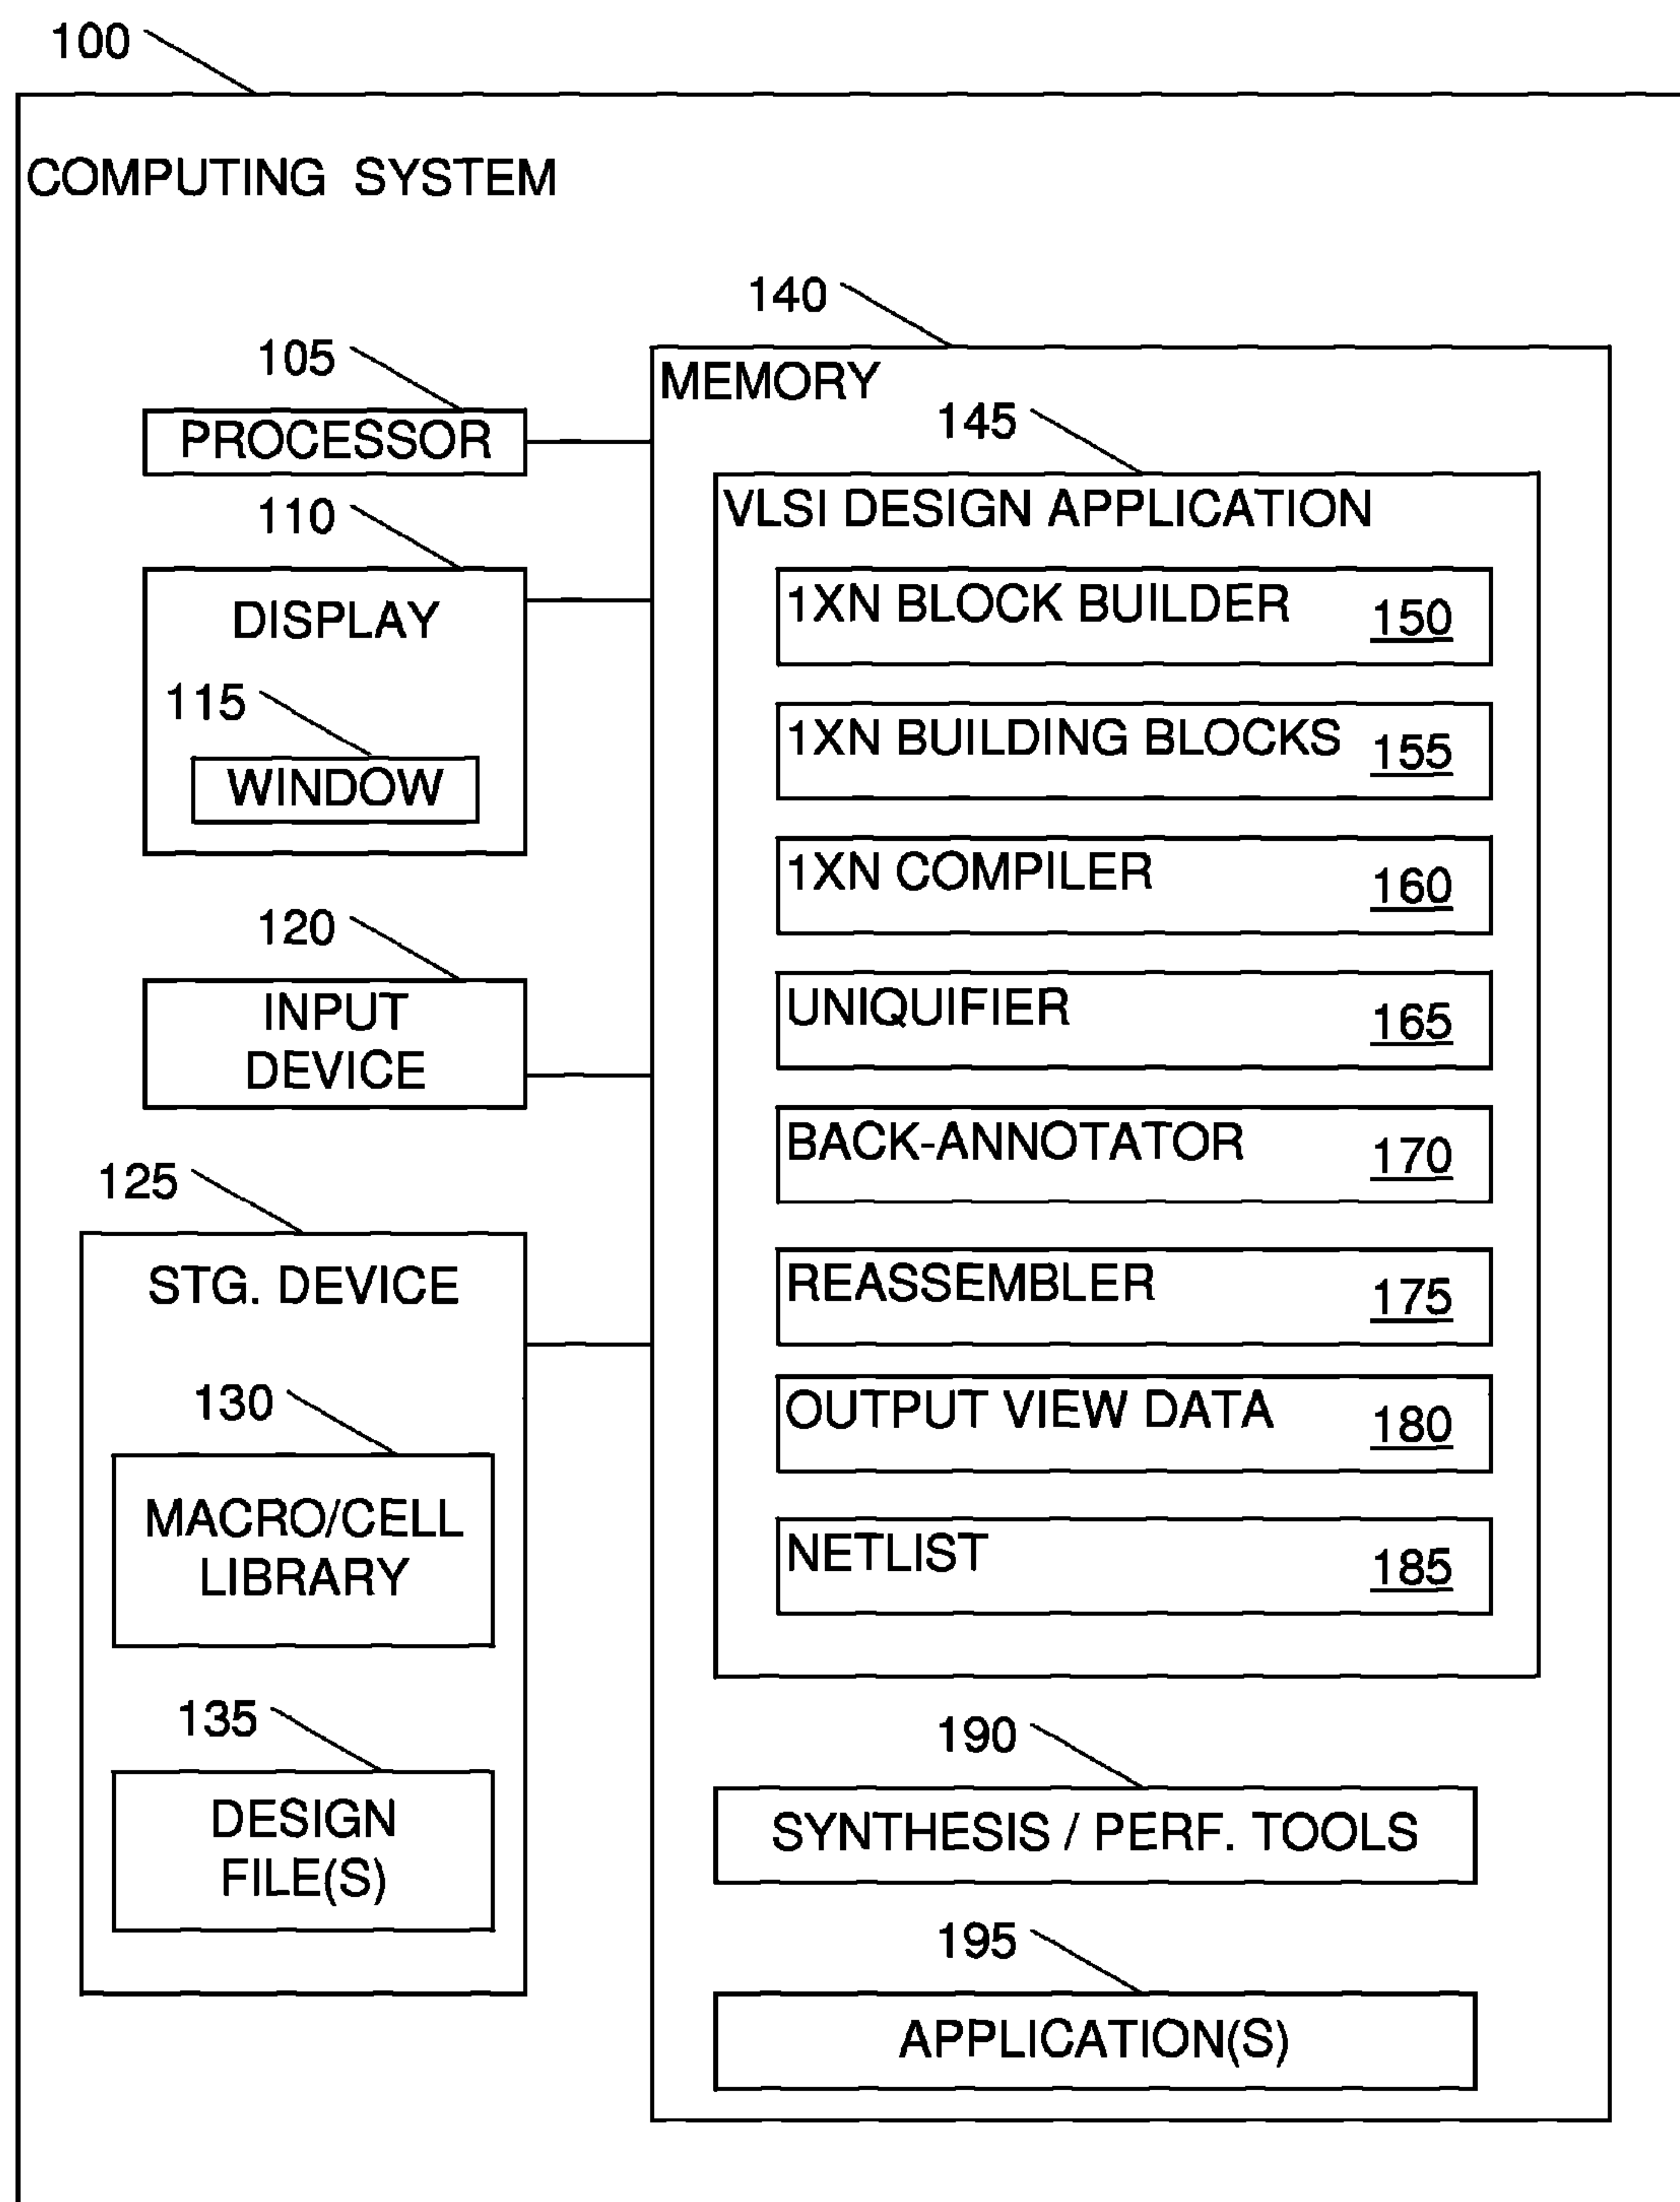 100
COMPUTING SYSTEM
105
PROCESSOR
110
DISPLAY
115
WINDOW
120
INPUT
DEVICE
125
STG. DEVICE
130
MACRO/CELL
LIBRARY
135
DESIGN
FILE(S)
140
MEMORY
145
VLSI DESIGN APPLICATION
1XN BLOCK BUILDER 150
1XN BUILDING BLOCKS 155
1XN COMPILER 160
UNIQUIFIER 165
BACK-ANNOTATOR 170
REASSEMBLER 175
OUTPUT VIEW DATA 180
NETLIST 185
190
SYNTHESIS / PERF. TOOLS
195
APPLICATION(S)